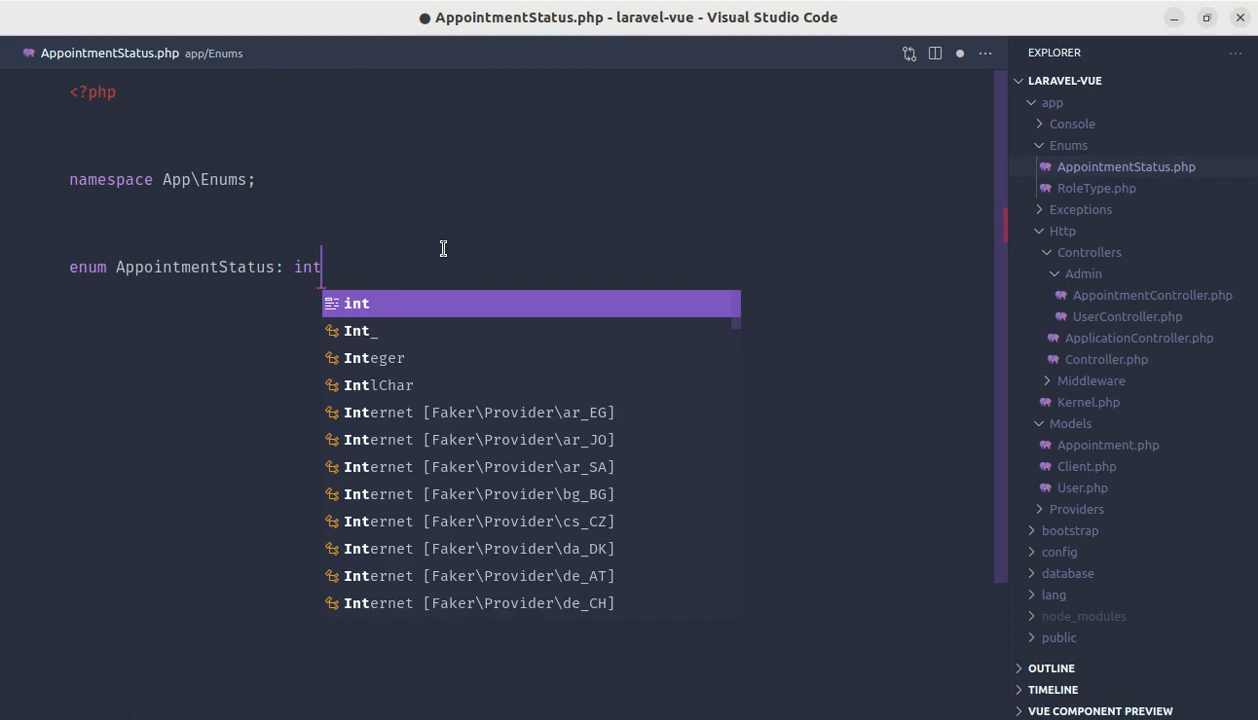 ● AppointmentStatus.php - laravel-vue - Visual Studio Code
AppointmentStatus.php app/Enums
<?php
namespace App\Enums;
enum AppointmentStatus: int
int
Int_
Integer
IntlChar
Internet [Faker\Provider\ar_EG]
Internet [Faker\Provider\ar_JO]
Internet [Faker\Provider\ar_SA]
Internet [Faker\Provider\bg_BG]
Internet [Faker\Provider\cs_CZ]
Internet [Faker\Provider\da_DK]
Internet [Faker\Provider\de_AT]
Internet [Faker\Provider\de_CH]
EXPLORER
LARAVEL-VUE
app
Console
Enums
AppointmentStatus.php
RoleType.php
Exceptions
Http
Controllers
Admin
AppointmentController.php
UserController.php
ApplicationController.php
Controller.php
Middleware
Kernel.php
Models
Appointment.php
Client.php
User.php
Providers
bootstrap
config
database
lang
node_modules
public
OUTLINE
TIMELINE
VUE COMPONENT PREVIEW